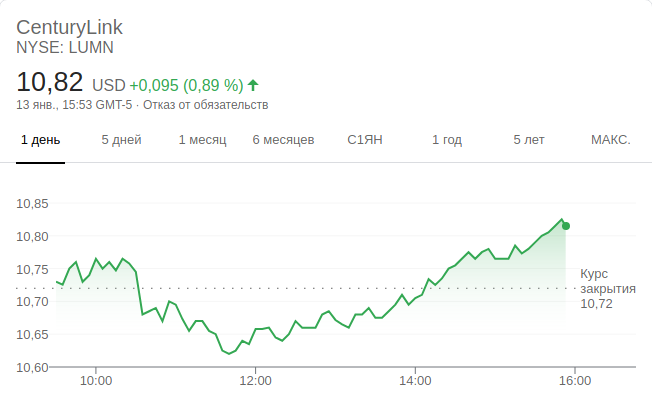 CenturyLink
NYSE: LUMN
10,82 USD +0,095 (0,89 %)
13 янв., 15:53 GMT-5 · Отказ от обязательств
1 день 5 дней 1 месяц 6 месяцев С1ЯН 1 год 5 лет МАКС.
10,85
10,80
10,75
10,70
10,65
10,60
Курс
закрытия
10,72
10:00 12:00 14:00 16:00